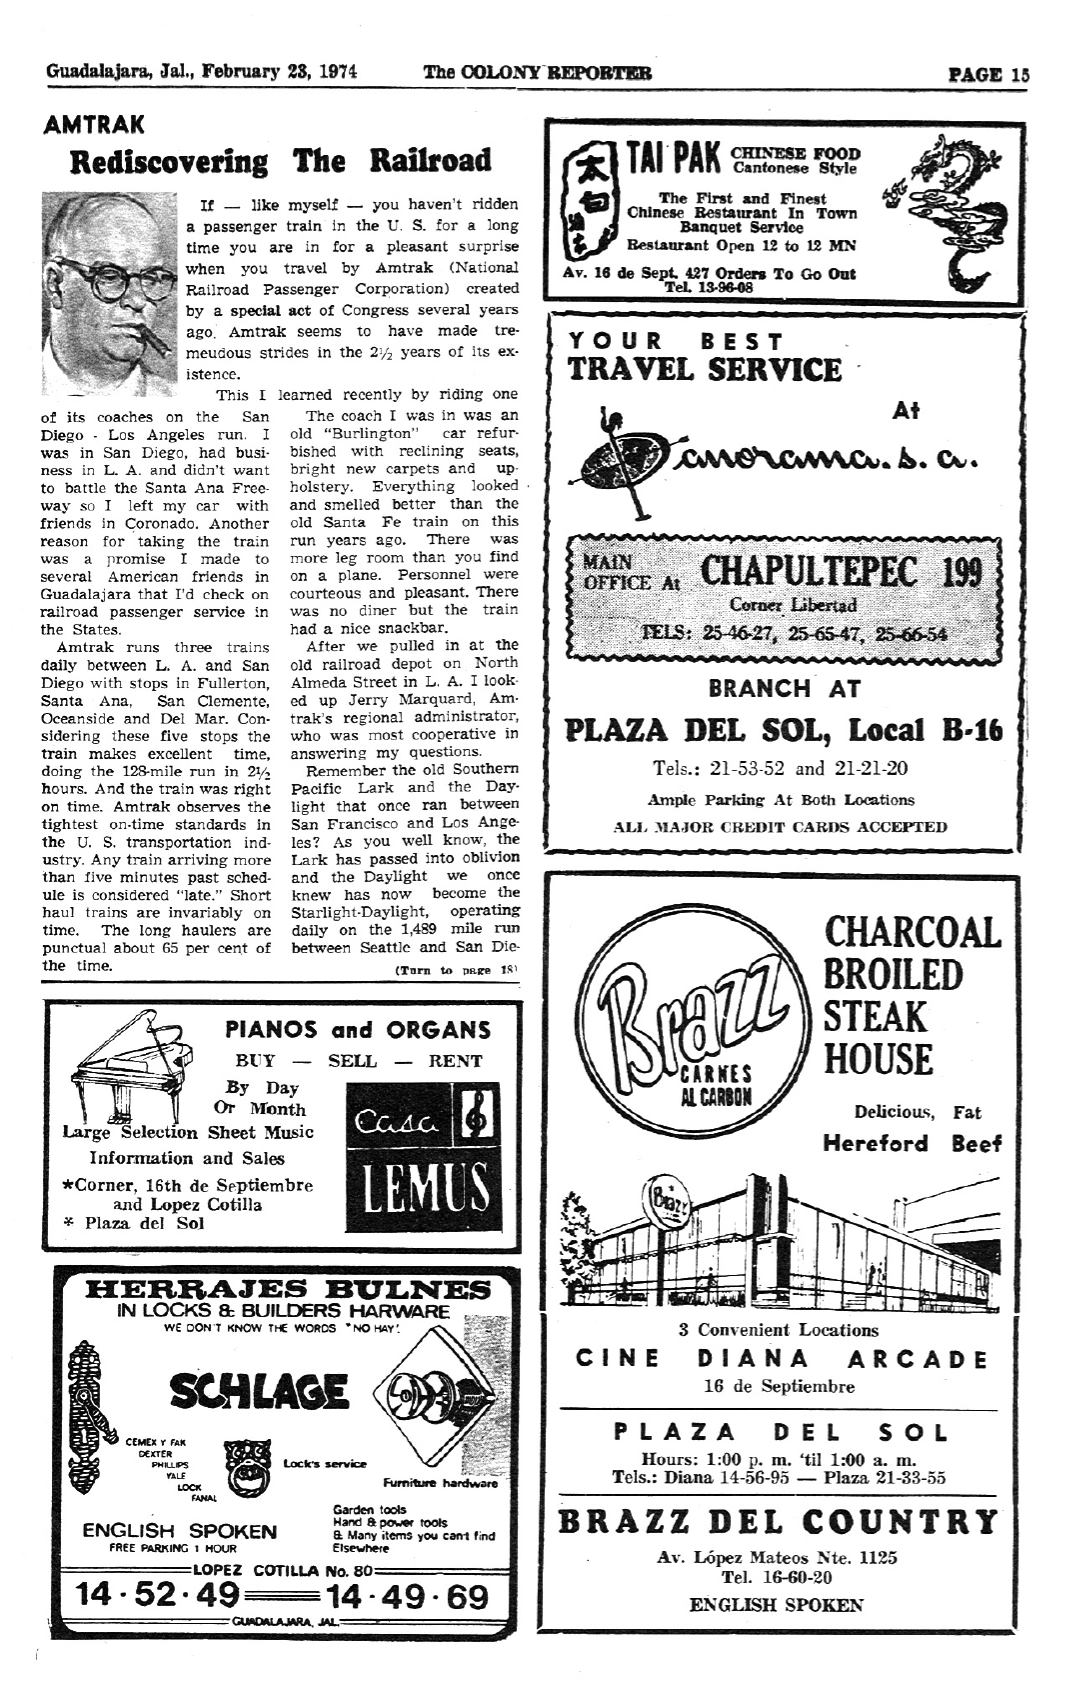 Guadalajara, Jal., February 23, 1974
The COLONY REPORTER
PAGE 15
AMTRAK
Rediscovering The Railroad
If — like myself — you haven't ridden
a passenger train in the U. S. for a long
time you are in for a pleasant surprise
when you travel by Amtrak (National
Railroad Passenger Corporation) created
by a special act of Congress several years
ago. Amtrak seems to have made tre-
meudous strides in the 2½ years of its ex-
istence.
This I learned recently by riding one
of its coaches on the San
Diego - Los Angeles run. I
was in San Diego, had busi-
ness in L. A. and didn't want
to battle the Santa Ana Free-
way so I left my car with
friends in Coronado. Another
reason for taking the train
was a promise I made to
several American friends in
Guadalajara that I'd check on
railroad passenger service in
the States.
Amtrak runs three trains
daily between L. A. and San
Diego with stops in Fullerton,
Santa Ana, San Clemente,
Oceanside and Del Mar. Con-
sidering these five stops the
train makes excellent time,
doing the 128-mile run in 2½
hours. And the train was right
on time. Amtrak observes the
tightest on-time standards in
the U. S. transportation ind-
ustry. Any train arriving more
than five minutes past sched-
ule is considered "late." Short
haul trains are invariably on
time. The long haulers are
punctual about 65 per cent of
the time.
The coach I was in was an
old "Burlington" car refur-
bished with reclining seats,
bright new carpets and up-
holstery. Everything looked
and smelled better than the
old Santa Fe train on this
run years ago. There was
more leg room than you find
on a plane. Personnel were
courteous and pleasant. There
was no diner but the train
had a nice snackbar.
After we pulled in at the
old railroad depot on North
Almeda Street in L. A. I look-
ed up Jerry Marquard, Am-
trak's regional administrator,
who was most cooperative in
answering my questions.
Remember the old Southern
Pacific Lark and the Day-
light that once ran between
San Francisco and Los Ange-
les? As you well know, the
Lark has passed into oblivion
and the Daylight we once
knew has now become the
Starlight-Daylight, operating
daily on the 1,489 mile run
between Seattle and San Die-
(Turn to page 18)
PIANOS and ORGANS
BUY — SELL — RENT
By Day
Or Month
Large Selection Sheet Music
Information and Sales
*Corner, 16th de Septiembre
and Lopez Cotilla
* Plaza del Sol
Casa
LEMUS
HERRAJES BULNES
IN LOCKS & BUILDERS HARWARE
WE DON'T KNOW THE WORDS "NO HAY".
SCHLAGE
CEMEX Y FAK
DEXTER
PHILLIPS
YALE
LOCK
FANAL
Lock's service
Furniture hardware
Garden tools
Hand & power tools
& Many items you cant find
Elsewhere
ENGLISH SPOKEN
FREE PARKING 1 HOUR
LOPEZ COTILLA No. 80
14·52·49 14·49·69
GUADALAJARA, JAL.
太白
TAI PAK CHINESE FOOD
Cantonese Style
The First and Finest
Chinese Restaurant In Town
Banquet Service
Restaurant Open 12 to 12 MN
Av. 16 de Sept. 427 Orders To Go Out
Tel. 13-96-08
YOUR BEST
TRAVEL SERVICE
At
Panorama.s.a.
MAIN
OFFICE At CHAPULTEPEC 199
Corner Libertad
TELS: 25-46-27, 25-65-47, 25-66-54
BRANCH AT
PLAZA DEL SOL, Local B-16
Tels.: 21-53-52 and 21-21-20
Ample Parking At Both Locations
ALL MAJOR CREDIT CARDS ACCEPTED
Brazz
CARNES
AL CARBON
CHARCOAL
BROILED
STEAK
HOUSE
Delicious, Fat
Hereford Beef
Brazz
3 Convenient Locations
CINE DIANA ARCADE
16 de Septiembre
PLAZA DEL SOL
Hours: 1:00 p. m. 'til 1:00 a. m.
Tels.: Diana 14-56-95 — Plaza 21-33-55
BRAZZ DEL COUNTRY
Av. López Mateos Nte. 1125
Tel. 16-60-20
ENGLISH SPOKEN